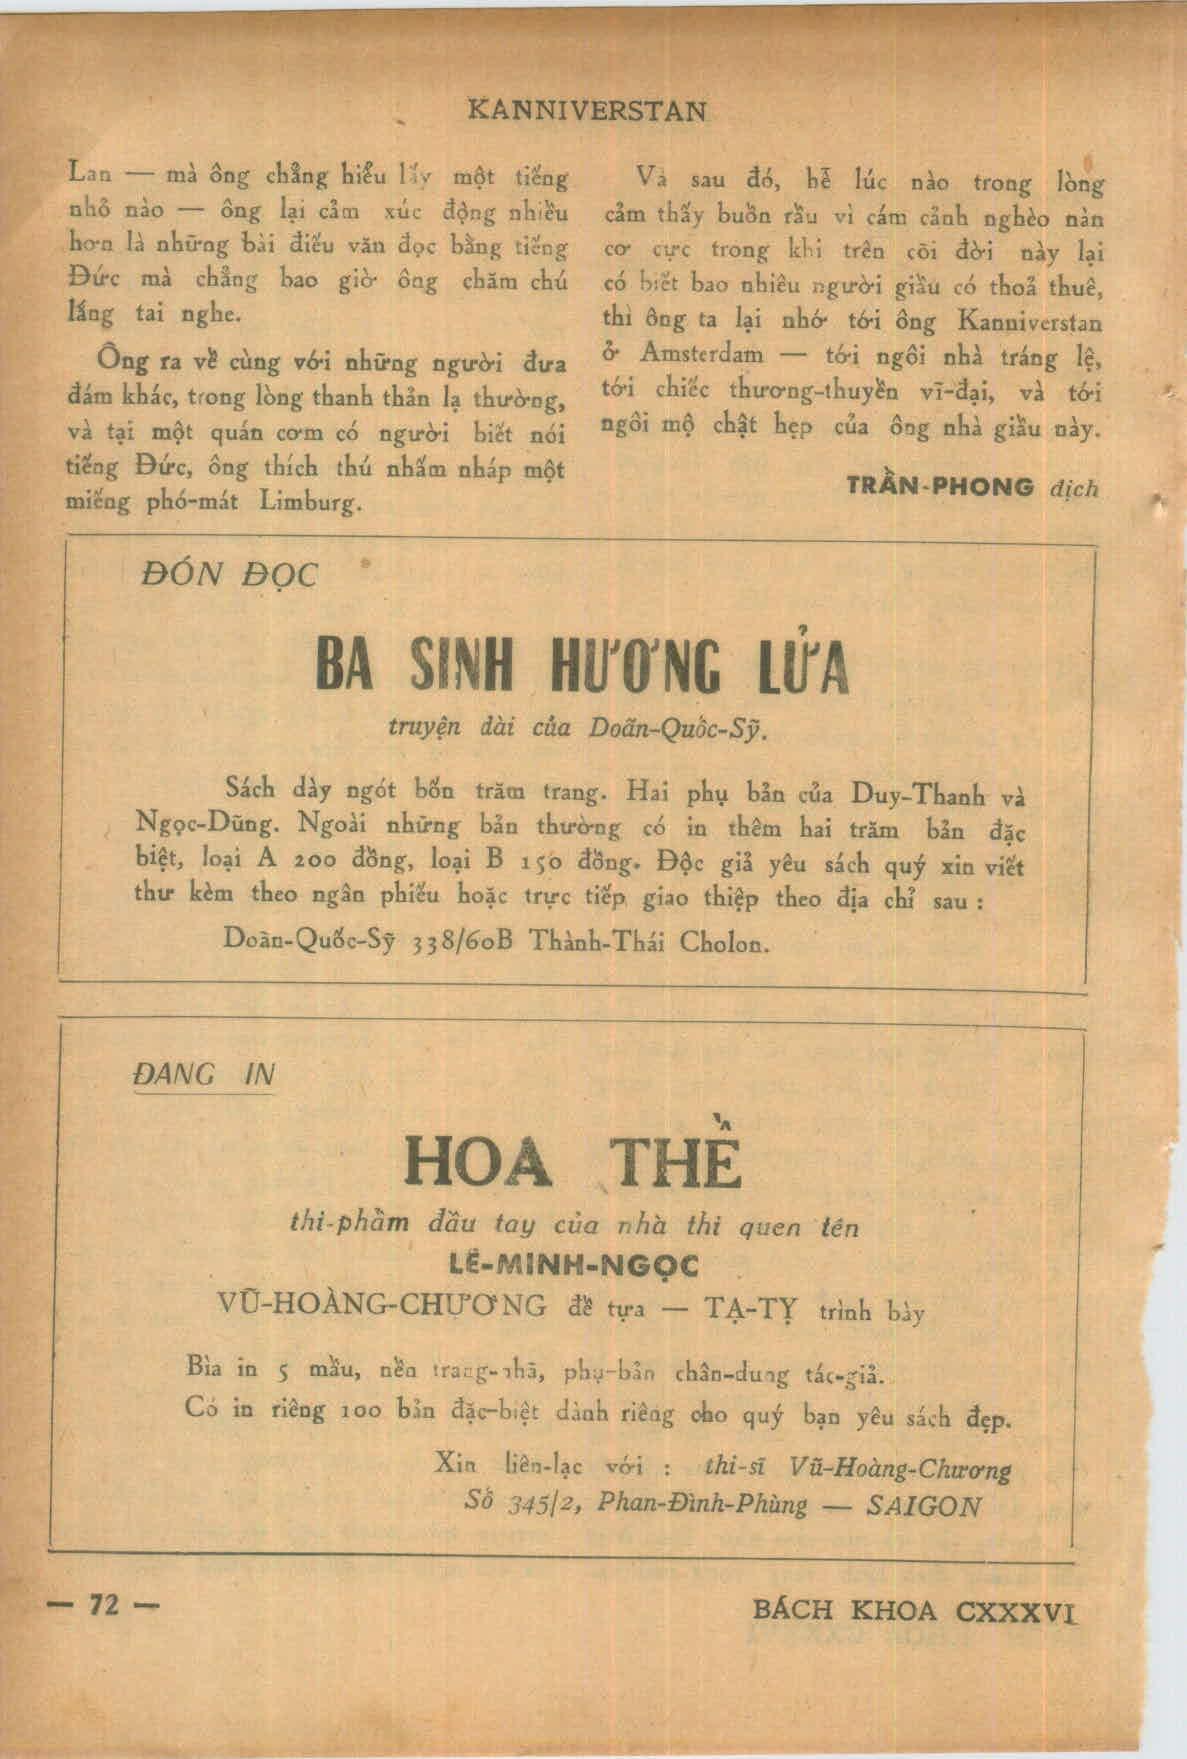 KANNIVERSTAN
Lan — mà ông chẳng hiểu lấy một tiếng
nhỏ nào — ông lại cảm xúc động nhiều
hơn là những bài điếu văn đọc bằng tiếng
Đức mà chẳng bao giờ ông chăm chú
lắng tai nghe.
Ông ra về cùng với những người đưa
đám khác, trong lòng thanh thản lạ thường,
và tại một quán cơm có người biết nói
tiếng Đức, ông thích thú nhấm nháp một
miếng phó-mát Limburg.
Và sau đó, hễ lúc nào trong lòng
cảm thấy buồn rầu vì cám cảnh nghèo nàn
cơ cực trong khi trên cõi đời này lại
có biết bao nhiêu người giầu có thoả thuê,
thì ông ta lại nhớ tới ông Kanniverstan
ở Amsterdam — tới ngôi nhà tráng lệ,
tới chiếc thương-thuyền vĩ-đại, và tới
ngôi mộ chật hẹp của ông nhà giầu này.
TRẦN-PHONG dịch
ĐÓN ĐỌC
BA SINH HƯƠNG LỬA
truyện dài của Doãn-Quốc-Sỹ.
Sách dày ngót bốn trăm trang. Hai phụ bản của Duy-Thanh và
Ngọc-Dũng. Ngoài những bản thường có in thêm hai trăm bản đặc
biệt, loại A 200 đồng, loại B 150 đồng. Độc giả yêu sách quý xin viết
thư kèm theo ngân phiếu hoặc trực tiếp giao thiệp theo địa chỉ sau :
Doàn-Quốc-Sỹ 338/60B Thành-Thái Cholon.
ĐANG IN
HOA THỀ
thi-phẩm đầu tay của nhà thi quen tên
LÊ-MINH-NGỌC
VŨ-HOÀNG-CHƯƠNG đề tựa — TẠ-TỴ trình bày
Bìa in 5 mầu, nền trang-nhã, phụ-bản chân-dung tác-giả.
Có in riêng 100 bản đặc-biệt dành riêng cho quý bạn yêu sách đẹp.
Xin liên-lạc với : thi-sĩ Vũ-Hoàng-Chương
Số 345/2, Phan-Đình-Phùng — SAIGON
— 72 —
BÁCH KHOA CXXXVI